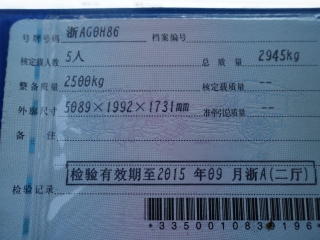 号牌号码 浙AG0H86 档案编号
核定载人数 5人 总质量 2945kg
整备质量 2500kg 核定载质量 --
外廓尺寸 5089×1992×1731mm 准牵引总质量 --
备注
检验有效期至2015年09月浙A(二厅)
检验记录